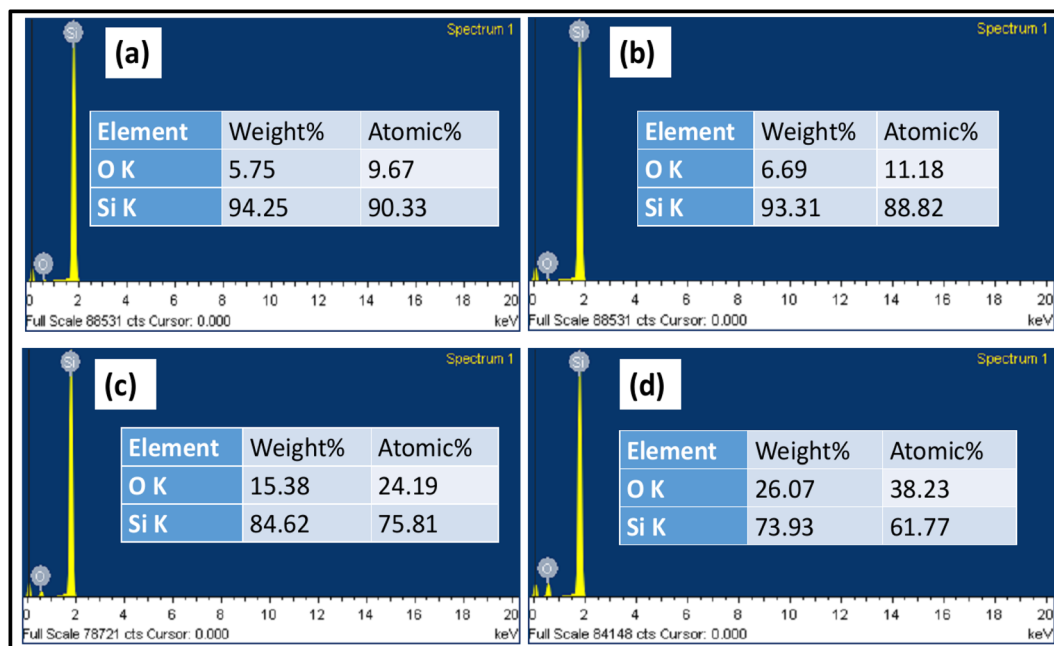 Si
Spectrum 1
(a)
Element Weight% Atomic%
O K 5.75 9.67
Si K 94.25 90.33
O
0 2 4 6 8 10 12 14 16 18 20
Full Scale 88531 cts Cursor: 0.000 keV
Si
Spectrum 1
(b)
Element Weight% Atomic%
O K 6.69 11.18
Si K 93.31 88.82
O
0 2 4 6 8 10 12 14 16 18 20
Full Scale 88531 cts Cursor: 0.000 keV
Si
Spectrum 1
(c)
Element Weight% Atomic%
O K 15.38 24.19
Si K 84.62 75.81
O
0 2 4 6 8 10 12 14 16 18 20
Full Scale 78721 cts Cursor: 0.000 keV
Si
Spectrum 1
(d)
Element Weight% Atomic%
O K 26.07 38.23
Si K 73.93 61.77
O
0 2 4 6 8 10 12 14 16 18 20
Full Scale 84148 cts Cursor: 0.000 keV